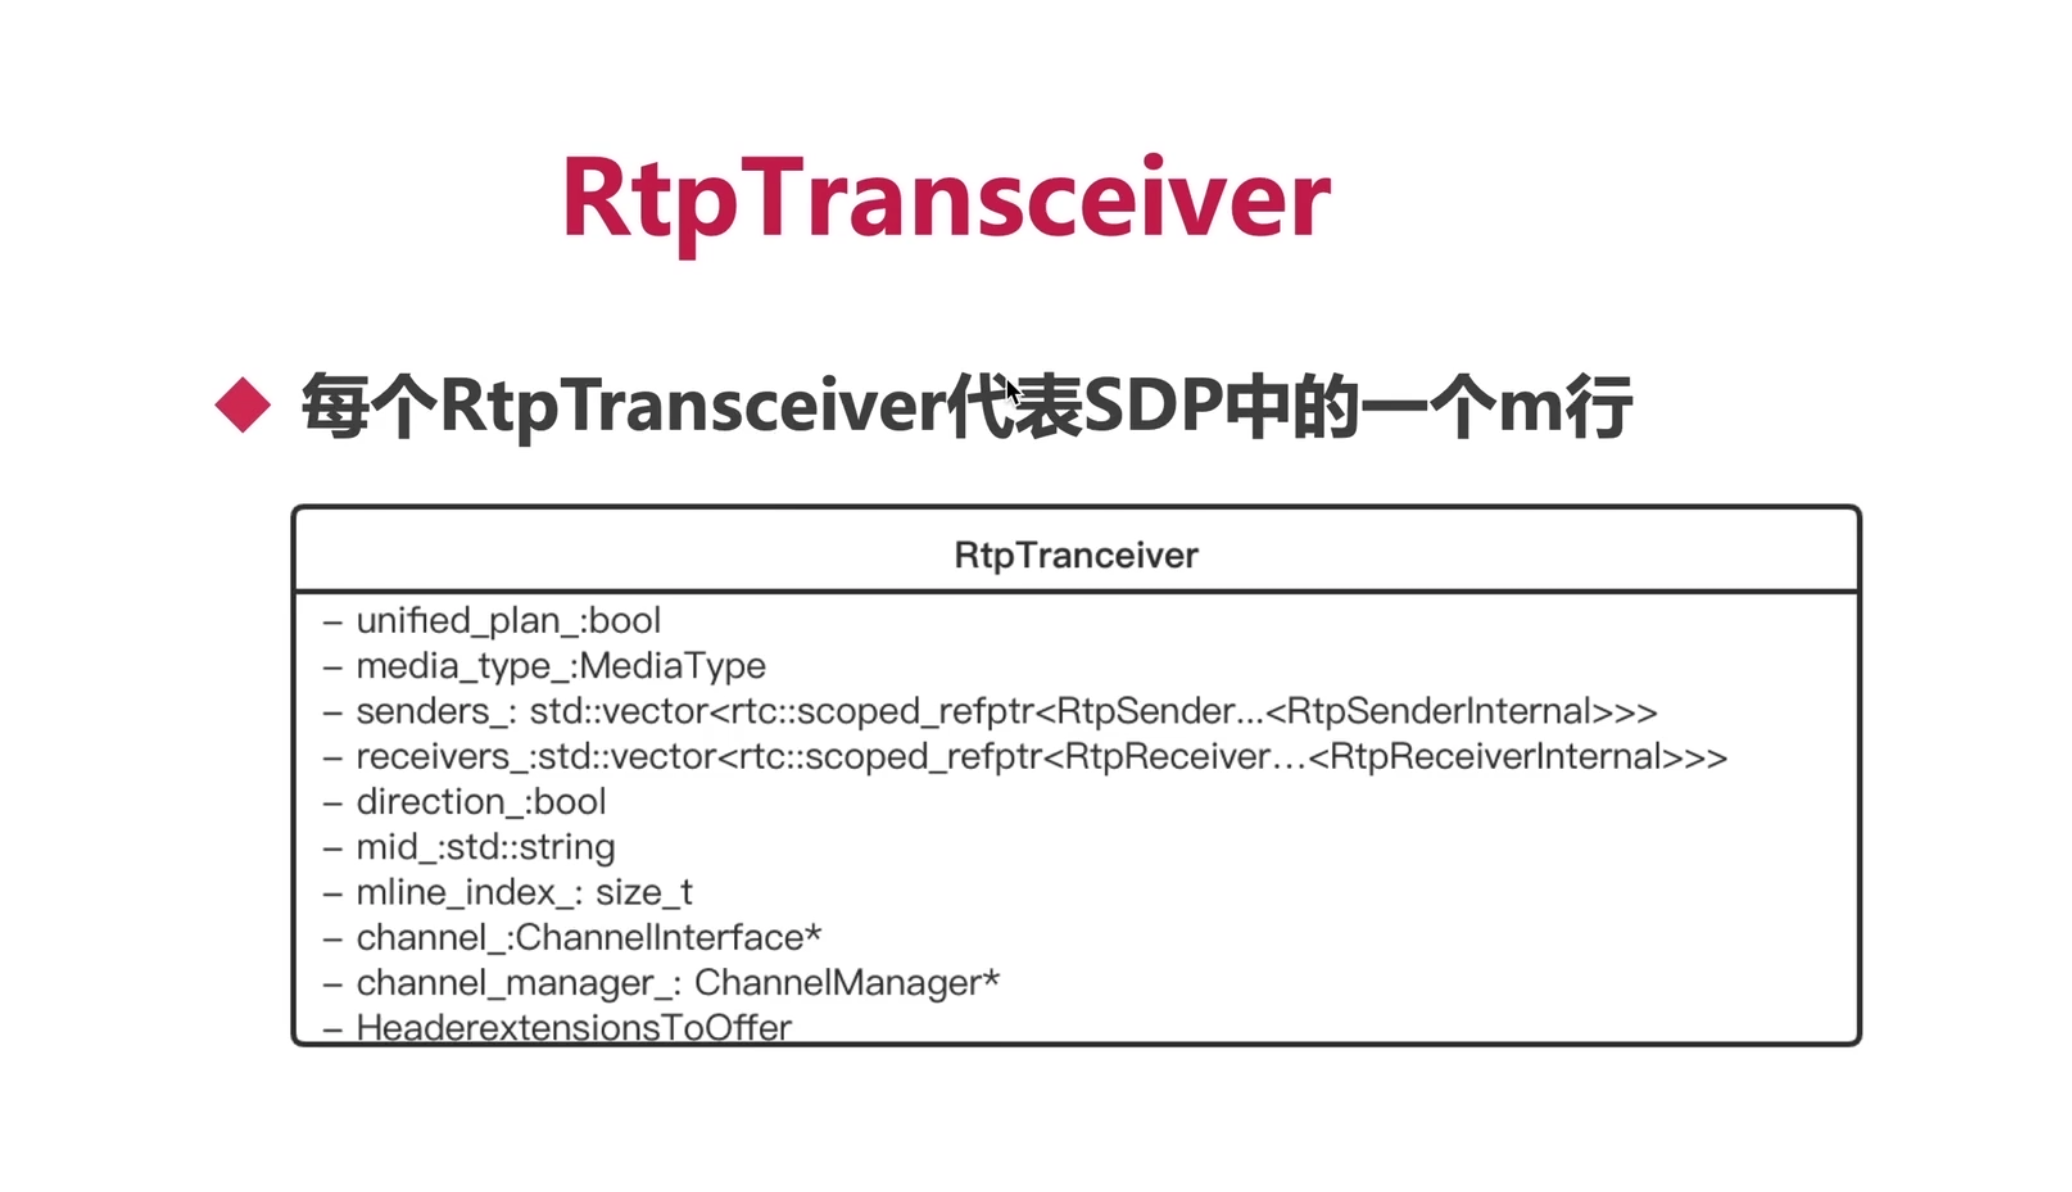 RtpTransceiver
每个RtpTransceiver代表SDP中的一个m行
RtpTranceiver
– unified_plan_:bool
– media_type_:MediaType
– senders_: std::vector<rtc::scoped_refptr<RtpSender...<RtpSenderInternal>>>
– receivers_:std::vector<rtc::scoped_refptr<RtpReceiver...<RtpReceiverInternal>>>
– direction_:bool
– mid_:std::string
– mline_index_: size_t
– channel_:ChannelInterface*
– channel_manager_: ChannelManager*
– HeaderextensionsToOffer